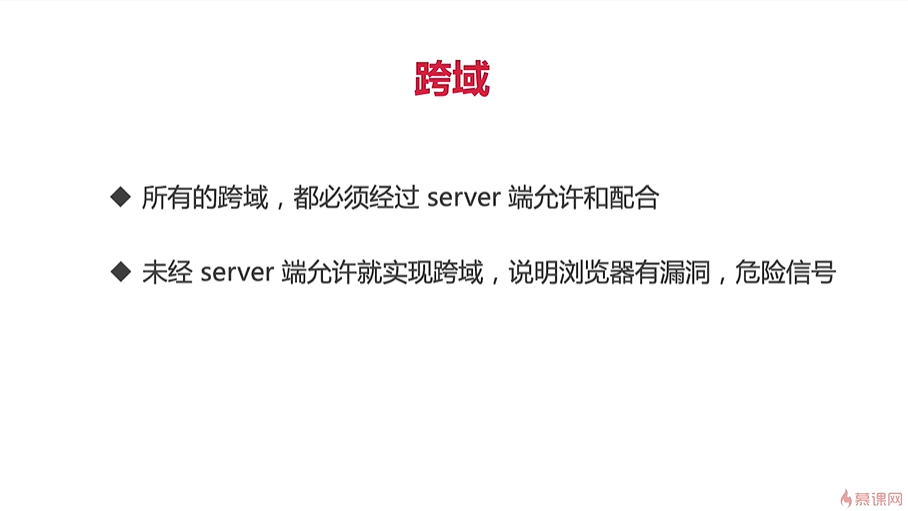 跨域
◆ 所有的跨域，都必须经过 server 端允许和配合
◆ 未经 server 端允许就实现跨域，说明浏览器有漏洞，危险信号
慕课网